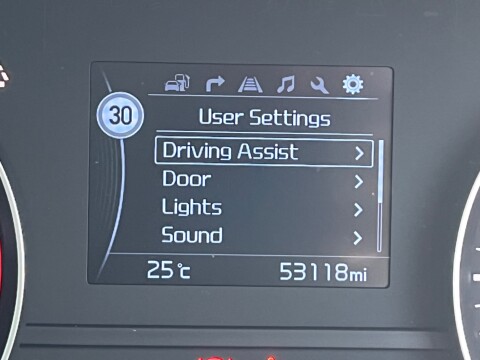 30
User Settings
Driving Assist
Door
Lights
Sound
25°c
53118mi